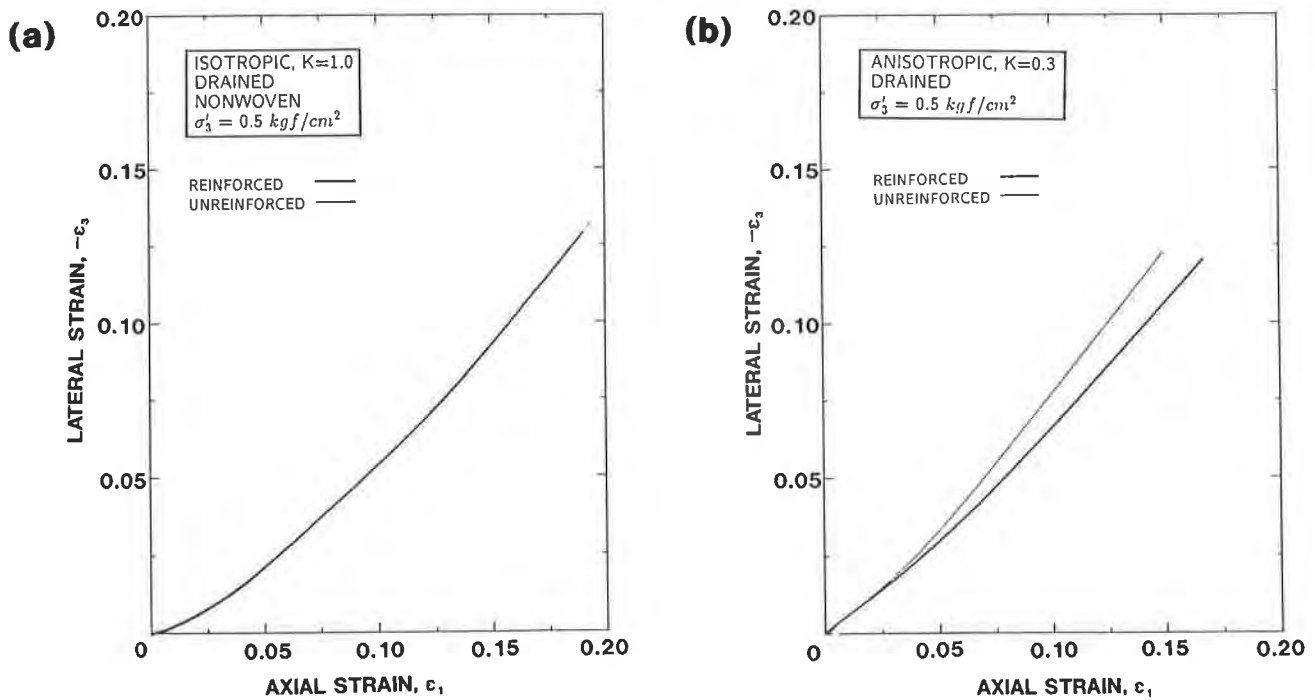 (a)
0.20
0.15
0.10
0.05
0
0.05
0.10
0.15
0.20
LATERAL STRAIN, −ε₃
AXIAL STRAIN, ε₁
ISOTROPIC, K=1.0
DRAINED
NONWOVEN
σ′₃ = 0.5 kgf/cm²
REINFORCED
UNREINFORCED
(b)
0.20
0.15
0.10
0.05
0
0.05
0.10
0.15
0.20
LATERAL STRAIN, −ε₃
AXIAL STRAIN, ε₁
ANISOTROPIC, K=0.3
DRAINED
σ′₃ = 0.5 kgf/cm²
REINFORCED
UNREINFORCED